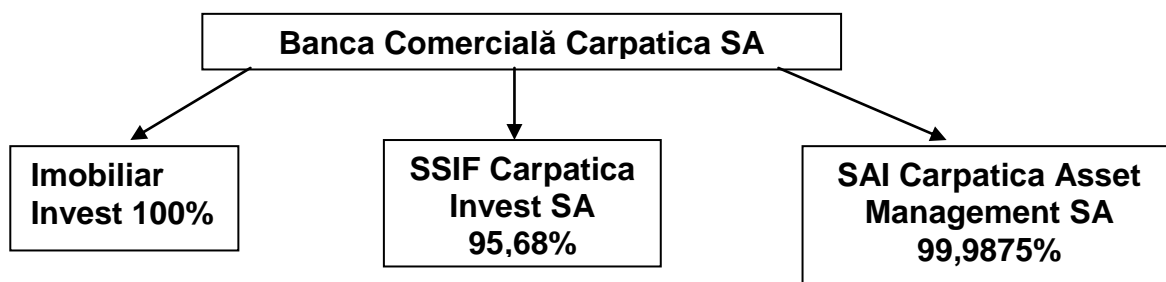 Banca Comercială Carpatica SA
Imobiliar
Invest 100%
SSIF Carpatica
Invest SA
95,68%
SAI Carpatica Asset
Management SA
99,9875%